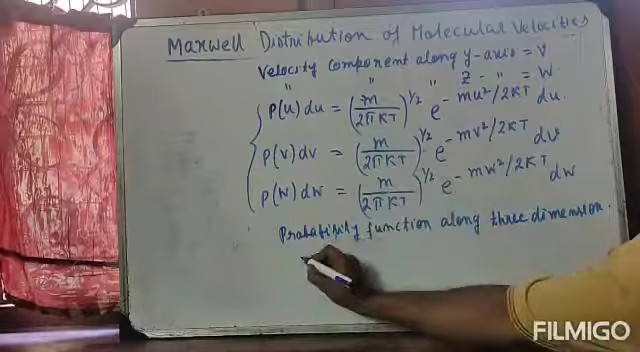 Maxwell Distribution of Molecular Velocities
Velocity component along y-axis = v
" " " z - " = w
P(u)du = (m/2πKT)^1/2 e^-mu²/2KT du.
P(v)dv = (m/2πKT)^1/2 e^-mv²/2KT dv
P(w)dw = (m/2πKT)^1/2 e^-mw²/2KT dw
Probability function along three dimension.
FILMIGO